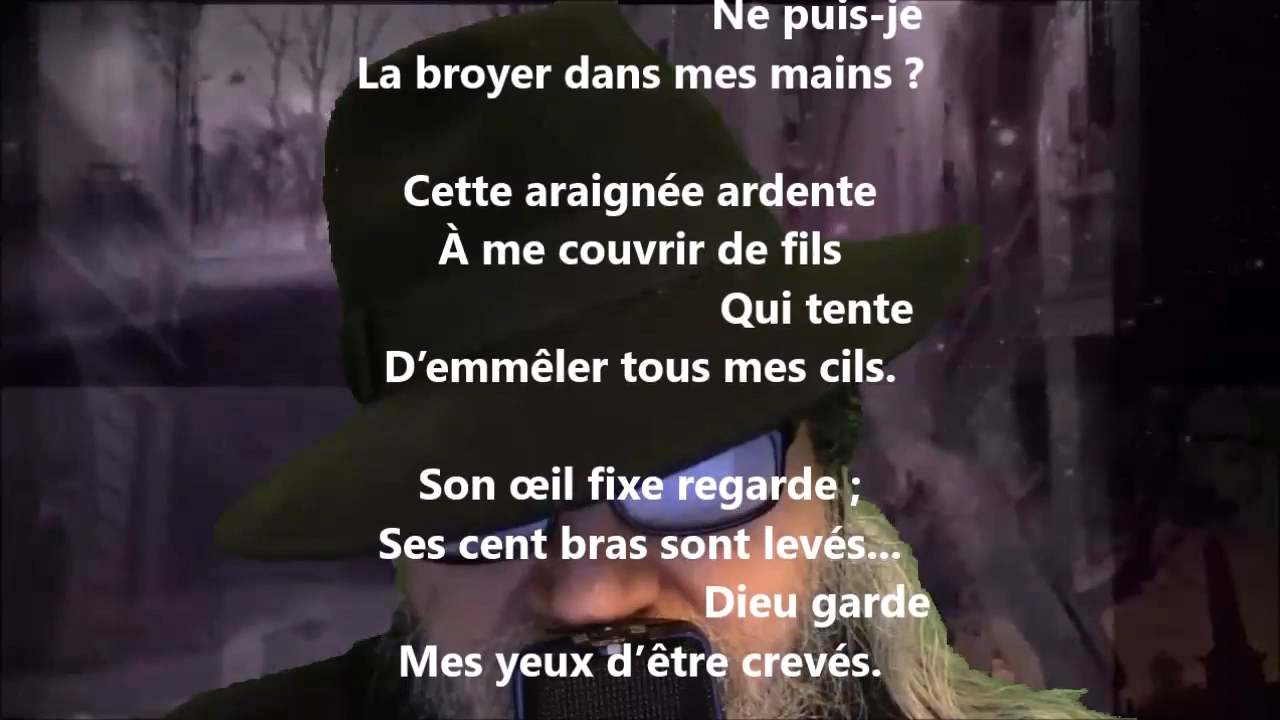 Ne puis-je
La broyer dans mes mains ?
Cette araignée ardente
À me couvrir de fils
Qui tente
D’emmêler tous mes cils.
Son œil fixe regarde ;
Ses cent bras sont levés...
Dieu garde
Mes yeux d’être crevés.